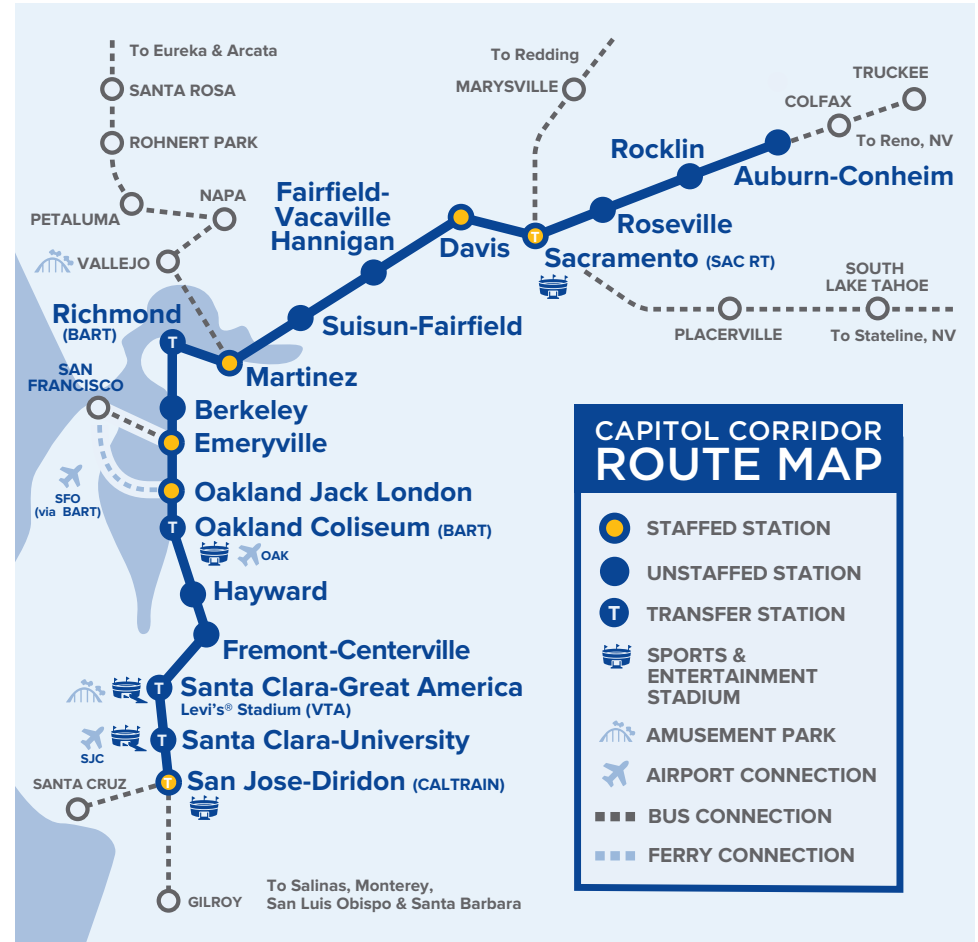 To Eureka & Arcata
SANTA ROSA
ROHNERT PARK
PETALUMA
NAPA
VALLEJO
To Redding
MARYSVILLE
TRUCKEE
COLFAX
To Reno, NV
Rocklin
Auburn-Conheim
Roseville
Fairfield-
Vacaville
Hannigan
Davis
Sacramento (SAC RT)
T
SOUTH
LAKE TAHOE
PLACERVILLE
To Stateline, NV
Suisun-Fairfield
Richmond
(BART)
T
Martinez
SAN
FRANCISCO
Berkeley
Emeryville
SFO
(via BART)
Oakland Jack London
T
Oakland Coliseum (BART)
OAK
Hayward
Fremont-Centerville
T
Santa Clara-Great America
Levi's® Stadium (VTA)
T
Santa Clara-University
SJC
T
San Jose-Diridon (CALTRAIN)
SANTA CRUZ
GILROY
To Salinas, Monterey,
San Luis Obispo & Santa Barbara
CAPITOL CORRIDOR
ROUTE MAP
STAFFED STATION
UNSTAFFED STATION
T
TRANSFER STATION
SPORTS &
ENTERTAINMENT
STADIUM
AMUSEMENT PARK
AIRPORT CONNECTION
BUS CONNECTION
FERRY CONNECTION